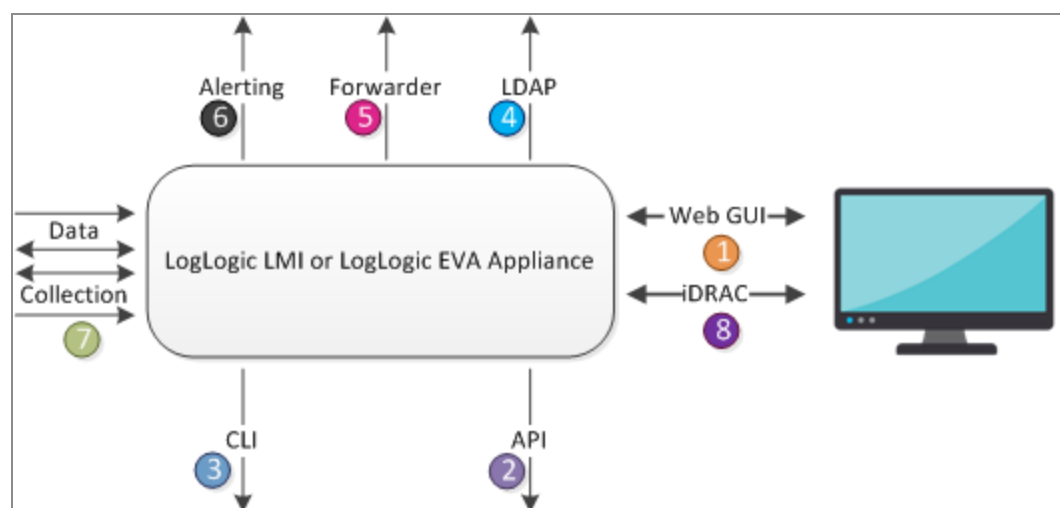 Alerting
6
Forwarder
5
LDAP
4
Data
Collection
7
LogLogic LMI or LogLogic EVA Appliance
Web GUI
1
iDRAC
8
CLI
3
API
2